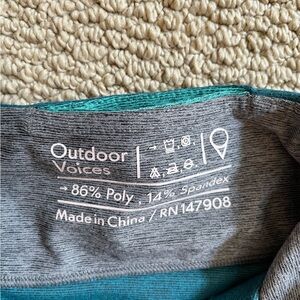 Outdoor
Voices
→ 86% Poly, 14% Spandex
Made in China / RN 147908